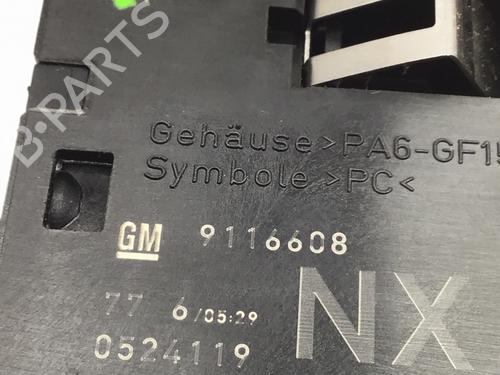 B-PARTS
Gehäuse >PA6-GF15
Symbole >PC<
GM 9116608
77 6/05:29
0524119
NX